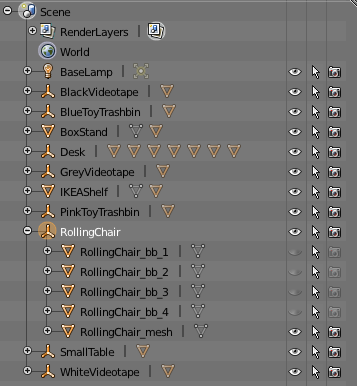 Scene
RenderLayers
World
BaseLamp
BlackVideotape
BlueToyTrashbin
BoxStand
Desk
GreyVideotape
IKEAShelf
PinkToyTrashbin
RollingChair
RollingChair_bb_1
RollingChair_bb_2
RollingChair_bb_3
RollingChair_bb_4
RollingChair_mesh
SmallTable
WhiteVideotape